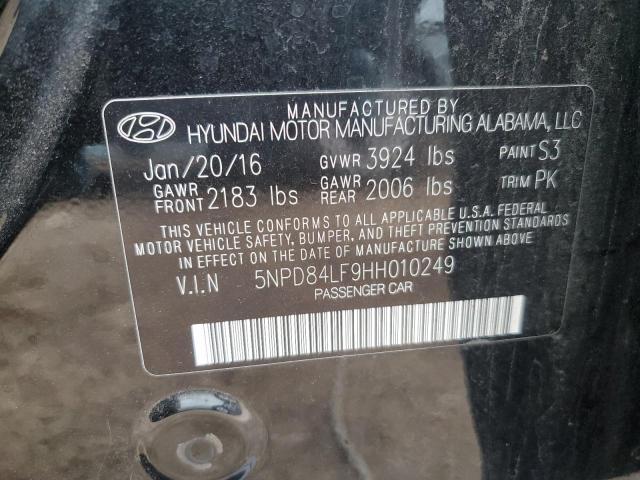 MANUFACTURED BY
HYUNDAI MOTOR MANUFACTURING ALABAMA, LLC
Jan/20/16 GVWR 3924 lbs PAINT S3
GAWR FRONT 2183 lbs GAWR REAR 2006 lbs TRIM PK
THIS VEHICLE CONFORMS TO ALL APPLICABLE U.S.A. FEDERAL
MOTOR VEHICLE SAFETY, BUMPER, AND THEFT PREVENTION STANDARDS
IN EFFECT ON THE DATE OF MANUFACTURE SHOWN ABOVE
V.I.N 5NPD84LF9HH010249
PASSENGER CAR